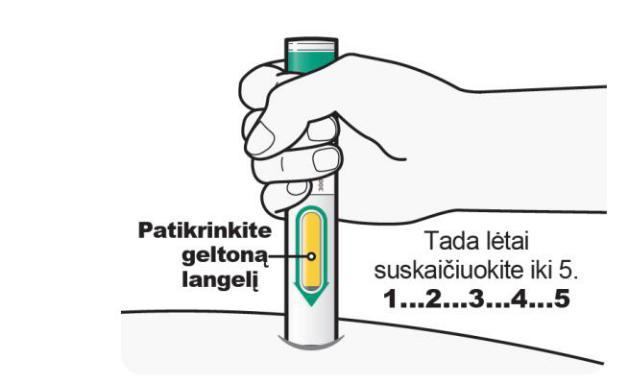 Patikrinkite
geltoną
langelį
Tada lėtai
suskaičiuokite iki 5.
1...2...3...4...5